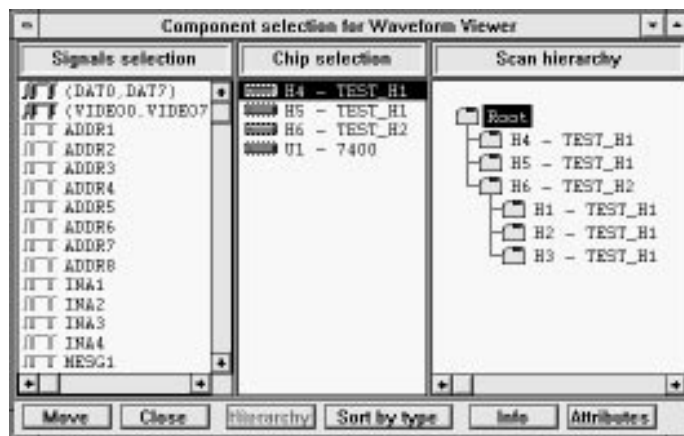 Component selection for Waveform Viewer
Signals selection
Chip selection
Scan hierarchy
(DAT0,DAT7)
(VIDEO0,VIDEO7
ADDR1
ADDR2
ADDR3
ADDR4
ADDR5
ADDR6
ADDR7
ADDR8
INA1
INA2
INA3
INA4
MESG1
H4 - TEST_H1
H5 - TEST_H1
H6 - TEST_H2
U1 - 7400
Root
H4 - TEST_H1
H5 - TEST_H1
H6 - TEST_H2
H1 - TEST_H1
H2 - TEST_H1
H3 - TEST_H1
Move
Close
Hierarchy
Sort by type
Info
Attributes